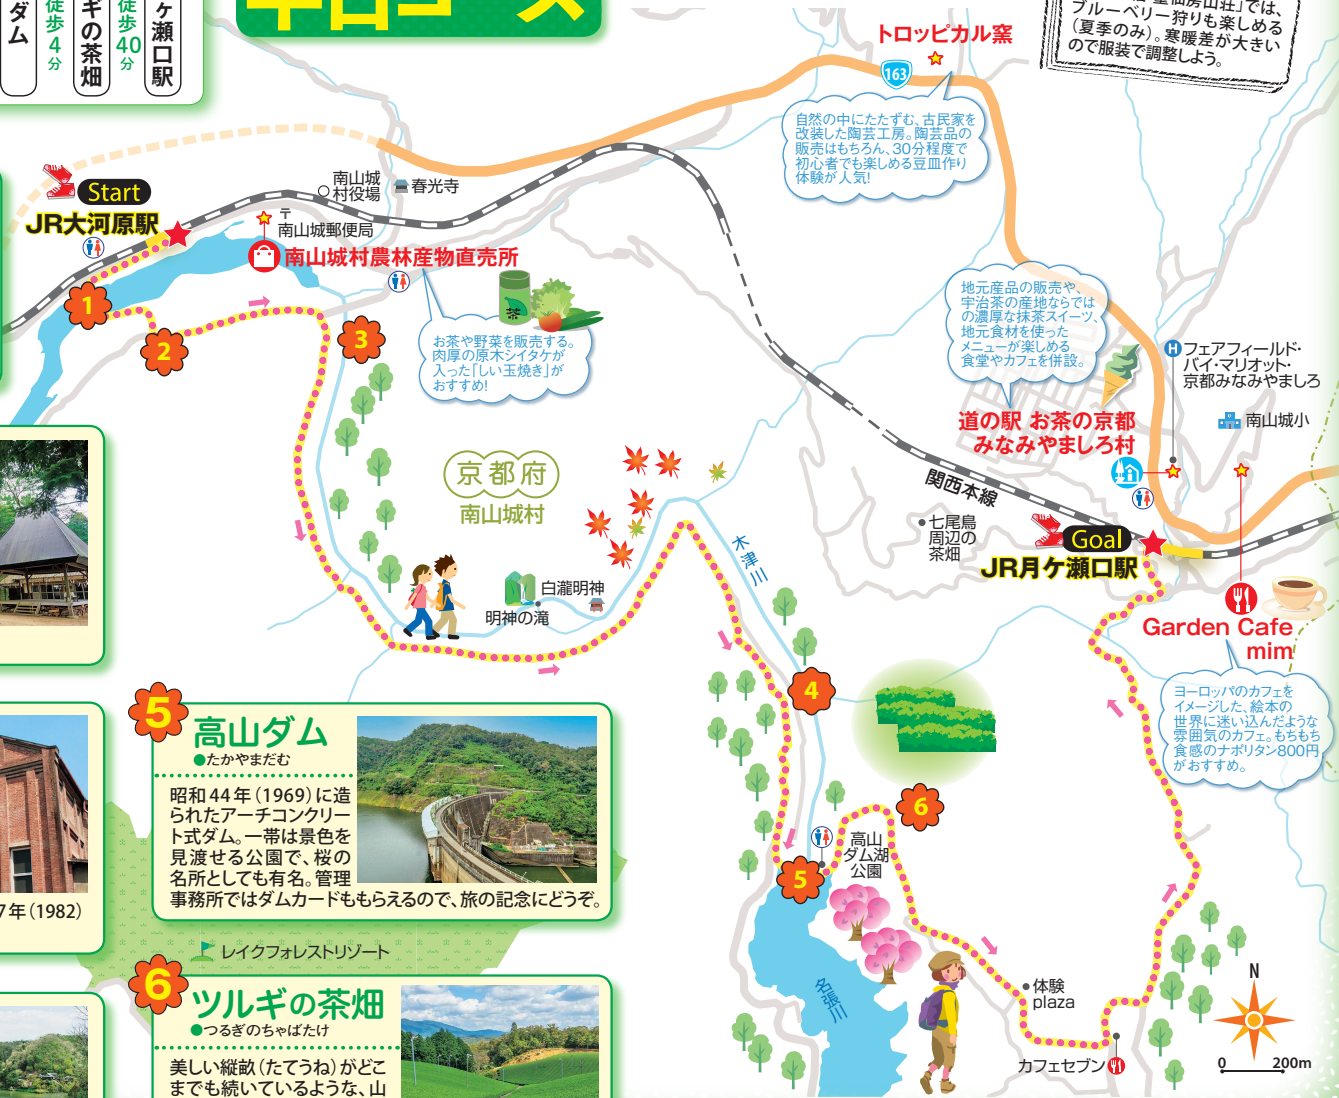 半日コース
ダム
徒歩4分
ギの茶畑
徒歩40分
ヶ瀬口駅
」では、
ブルーベリー狩りも楽しめる
（夏季のみ）。寒暖差が大きい
ので服装で調整しよう。
トロッピカル窯
163
自然の中にたたずむ、古民家を
改装した陶芸工房。陶芸品の
販売はもちろん、30分程度で
初心者でも楽しめる豆皿作り
体験が人気!
Start
JR大河原駅
南山城
村役場
春光寺
〒
南山城郵便局
南山城村農林産物直売所
茶
お茶や野菜を販売する。
肉厚の原木シイタケが
入った「しい玉焼き」が
おすすめ!
1
2
3
地元産品の販売や、
宇治茶の産地ならでは
の濃厚な抹茶スイーツ、
地元食材を使った
メニューが楽しめる
食堂やカフェを併設。
道の駅 お茶の京都
みなみやましろ村
H
フェアフィールド・
バイ・マリオット・
京都みなみやましろ
南山城小
京都府
南山城村
関西本線
七尾鳥
周辺の
茶畑
Goal
JR月ケ瀬口駅
木津川
白瀧明神
明神の滝
Garden Cafe
mim
ヨーロッパのカフェを
イメージした、絵本の
世界に迷い込んだような
雰囲気のカフェ。もちもち
食感のナポリタン800円
がおすすめ。
4
5
6
高山
ダム湖
公園
名張川
体験
plaza
カフェセブン
N
0 200m
7年（1982）
5
高山ダム
●たかやまだむ
昭和44年（1969）に造
られたアーチコンクリー
ト式ダム。一帯は景色を
見渡せる公園で、桜の
名所としても有名。管理
事務所ではダムカードももらえるので、旅の記念にどうぞ。
レイクフォレストリゾート
6
ツルギの茶畑
●つるぎのちゃばたけ
美しい縦畝（たてうね）がどこ
までも続いているような、山